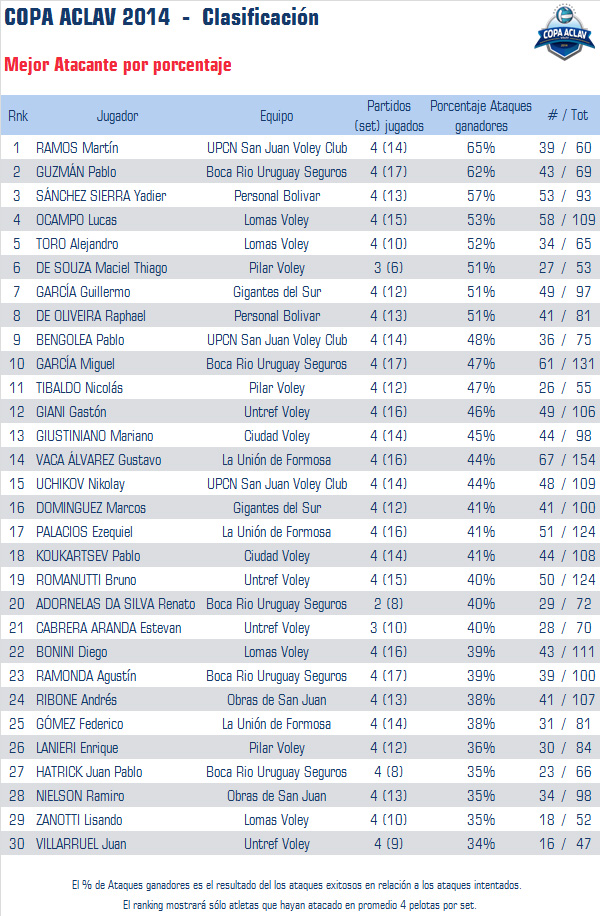 COPA ACLAV 2014 - Clasificación
COPA ACLAV
Mejor Atacante por porcentaje
Rnk Jugador Equipo Partidos (set) jugados Porcentaje Ataques ganadores # / Tot
1 RAMOS Martín UPCN San Juan Voley Club 4 (14) 65% 39 / 60
2 GUZMÁN Pablo Boca Rio Uruguay Seguros 4 (17) 62% 43 / 69
3 SÁNCHEZ SIERRA Yadier Personal Bolivar 4 (13) 57% 53 / 93
4 OCAMPO Lucas Lomas Voley 4 (15) 53% 58 / 109
5 TORO Alejandro Lomas Voley 4 (10) 52% 34 / 65
6 DE SOUZA Maciel Thiago Pilar Voley 3 (6) 51% 27 / 53
7 GARCÍA Guillermo Gigantes del Sur 4 (12) 51% 49 / 97
8 DE OLIVEIRA Raphael Personal Bolivar 4 (13) 51% 41 / 81
9 BENGOLEA Pablo UPCN San Juan Voley Club 4 (14) 48% 36 / 75
10 GARCÍA Miguel Boca Rio Uruguay Seguros 4 (17) 47% 61 / 131
11 TIBALDO Nicolás Pilar Voley 4 (12) 47% 26 / 55
12 GIANI Gastón Untref Voley 4 (16) 46% 49 / 106
13 GIUSTINIANO Mariano Ciudad Voley 4 (14) 45% 44 / 98
14 VACA ÁLVAREZ Gustavo La Unión de Formosa 4 (16) 44% 67 / 154
15 UCHIKOV Nikolay UPCN San Juan Voley Club 4 (14) 44% 48 / 109
16 DOMINGUEZ Marcos Gigantes del Sur 4 (12) 41% 41 / 100
17 PALACIOS Ezequiel La Unión de Formosa 4 (16) 41% 51 / 124
18 KOUKARTSEV Pablo Ciudad Voley 4 (14) 41% 44 / 108
19 ROMANUTTI Bruno Untref Voley 4 (15) 40% 50 / 124
20 ADORNELAS DA SILVA Renato Boca Rio Uruguay Seguros 2 (8) 40% 29 / 72
21 CABRERA ARANDA Estevan Untref Voley 3 (10) 40% 28 / 70
22 BONINI Diego Lomas Voley 4 (16) 39% 43 / 111
23 RAMONDA Agustín Boca Rio Uruguay Seguros 4 (17) 39% 39 / 100
24 RIBONE Andrés Obras de San Juan 4 (13) 38% 41 / 107
25 GÓMEZ Federico La Unión de Formosa 4 (14) 38% 31 / 81
26 LANIERI Enrique Pilar Voley 4 (12) 36% 30 / 84
27 HATRICK Juan Pablo Boca Rio Uruguay Seguros 4 (8) 35% 23 / 66
28 NIELSON Ramiro Obras de San Juan 4 (13) 35% 34 / 98
29 ZANOTTI Lisando Lomas Voley 4 (10) 35% 18 / 52
30 VILLARRUEL Juan Untref Voley 4 (9) 34% 16 / 47
El % de Ataques ganadores es el resultado del los ataques exitosos en relación a los ataques intentados.
El ranking mostrará sólo atletas que hayan atacado en promedio 4 pelotas por set.